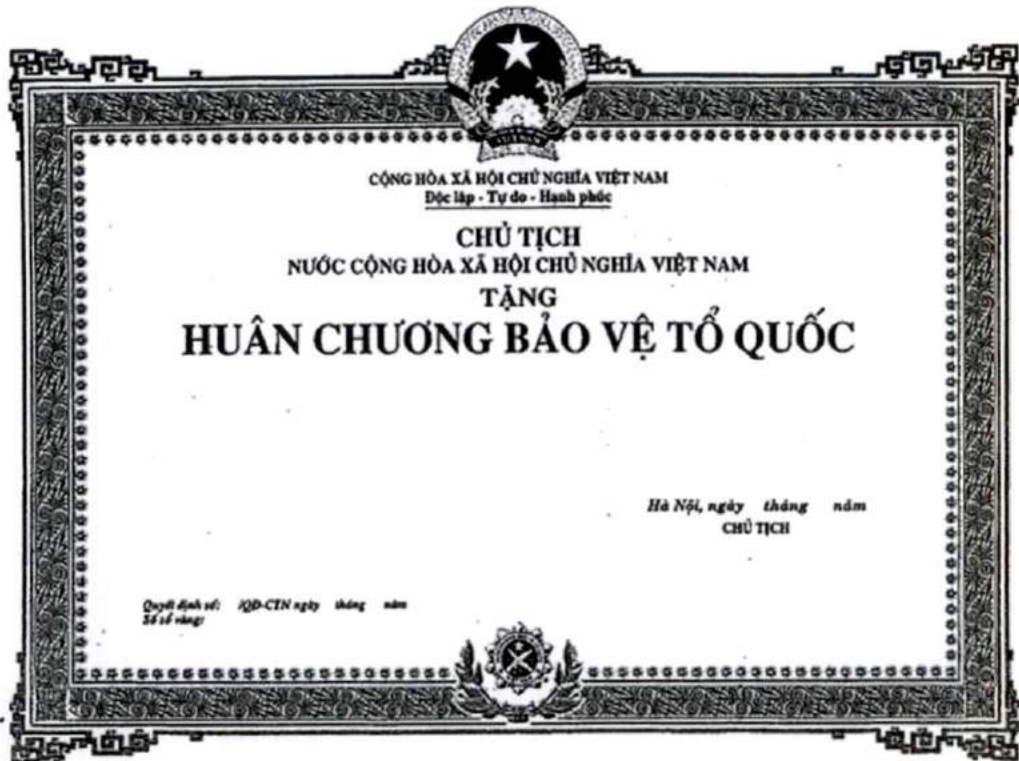 CỘNG HÒA XÃ HỘI CHỦ NGHĨA VIỆT NAM
Độc lập - Tự do - Hạnh phúc
CHỦ TỊCH
NƯỚC CỘNG HÒA XÃ HỘI CHỦ NGHĨA VIỆT NAM
TẶNG
HUÂN CHƯƠNG BẢO VỆ TỔ QUỐC
Hà Nội, ngày tháng năm
CHỦ TỊCH
Quyết định số: /QĐ-CTN ngày tháng năm
Số sổ vàng: